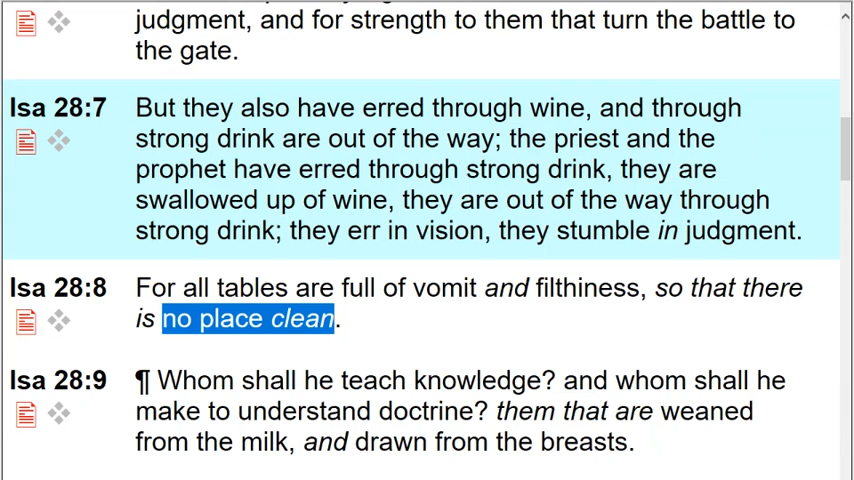 judgment, and for strength to them that turn the battle to
the gate.
Isa 28:7 But they also have erred through wine, and through
strong drink are out of the way; the priest and the
prophet have erred through strong drink, they are
swallowed up of wine, they are out of the way through
strong drink; they err in vision, they stumble in judgment.
Isa 28:8 For all tables are full of vomit and filthiness, so that there
is no place clean.
Isa 28:9 ¶ Whom shall he teach knowledge? and whom shall he
make to understand doctrine? them that are weaned
from the milk, and drawn from the breasts.